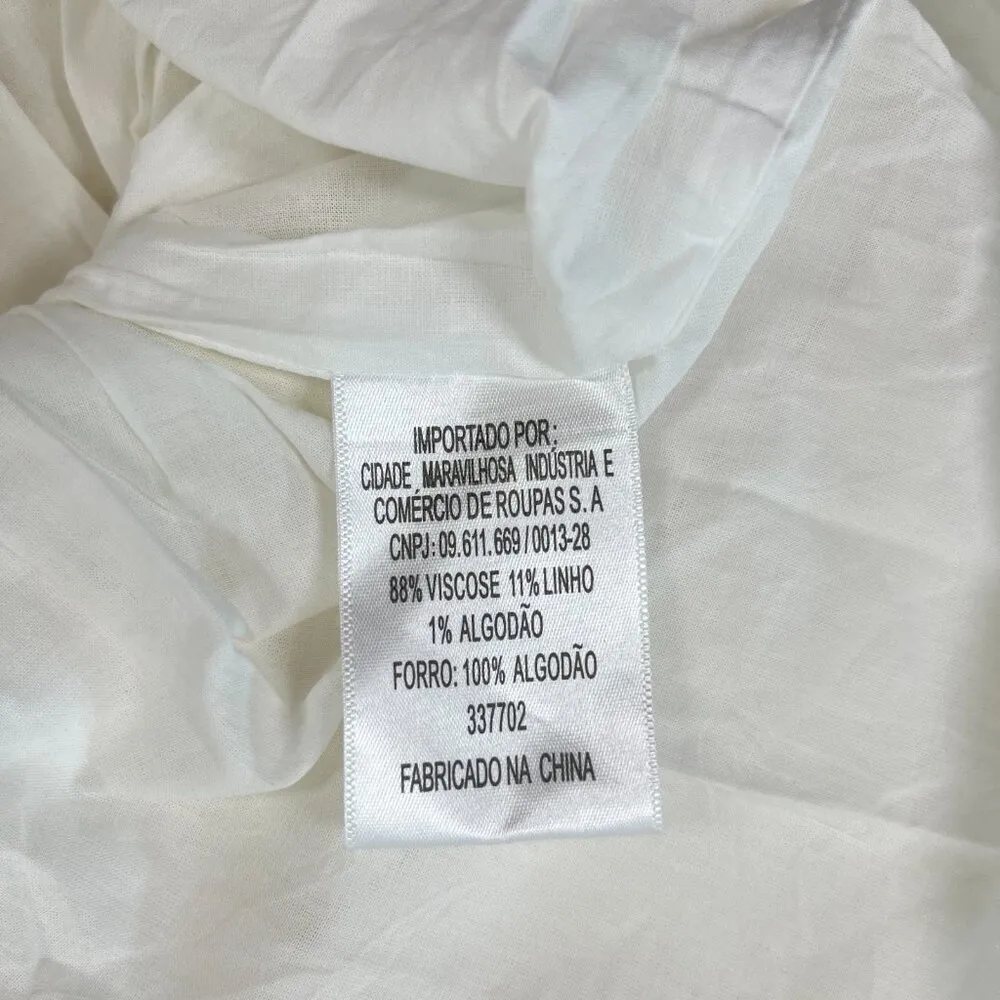 IMPORTADO POR:
CIDADE MARAVILHOSA INDÚSTRIA E
COMÉRCIO DE ROUPAS S.A
CNPJ: 09.611.669/0013-28
88% VISCOSE 11% LINHO
1% ALGODÃO
FORRO: 100% ALGODÃO
337702
FABRICADO NA CHINA